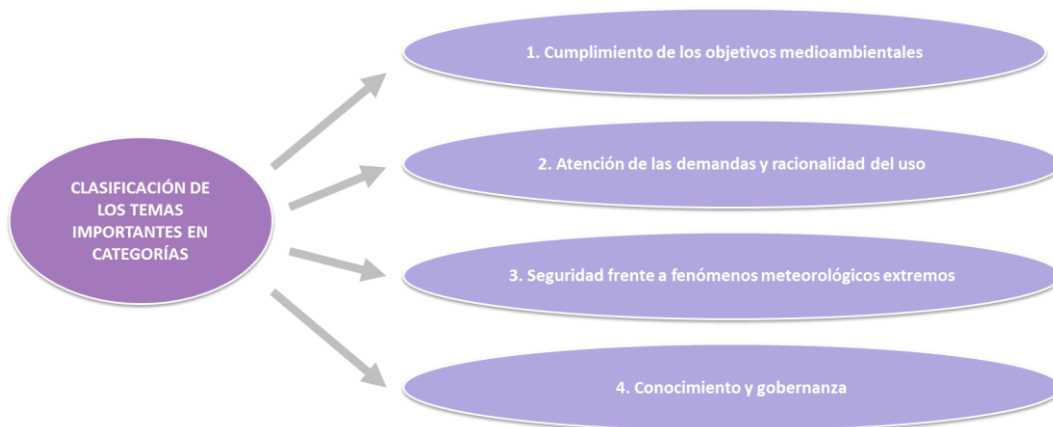 CLASIFICACIÓN DE
LOS TEMAS
IMPORTANTES EN
CATEGORÍAS
1. Cumplimiento de los objetivos medioambientales
2. Atención de las demandas y racionalidad del uso
3. Seguridad frente a fenómenos meteorológicos extremos
4. Conocimiento y gobernanza